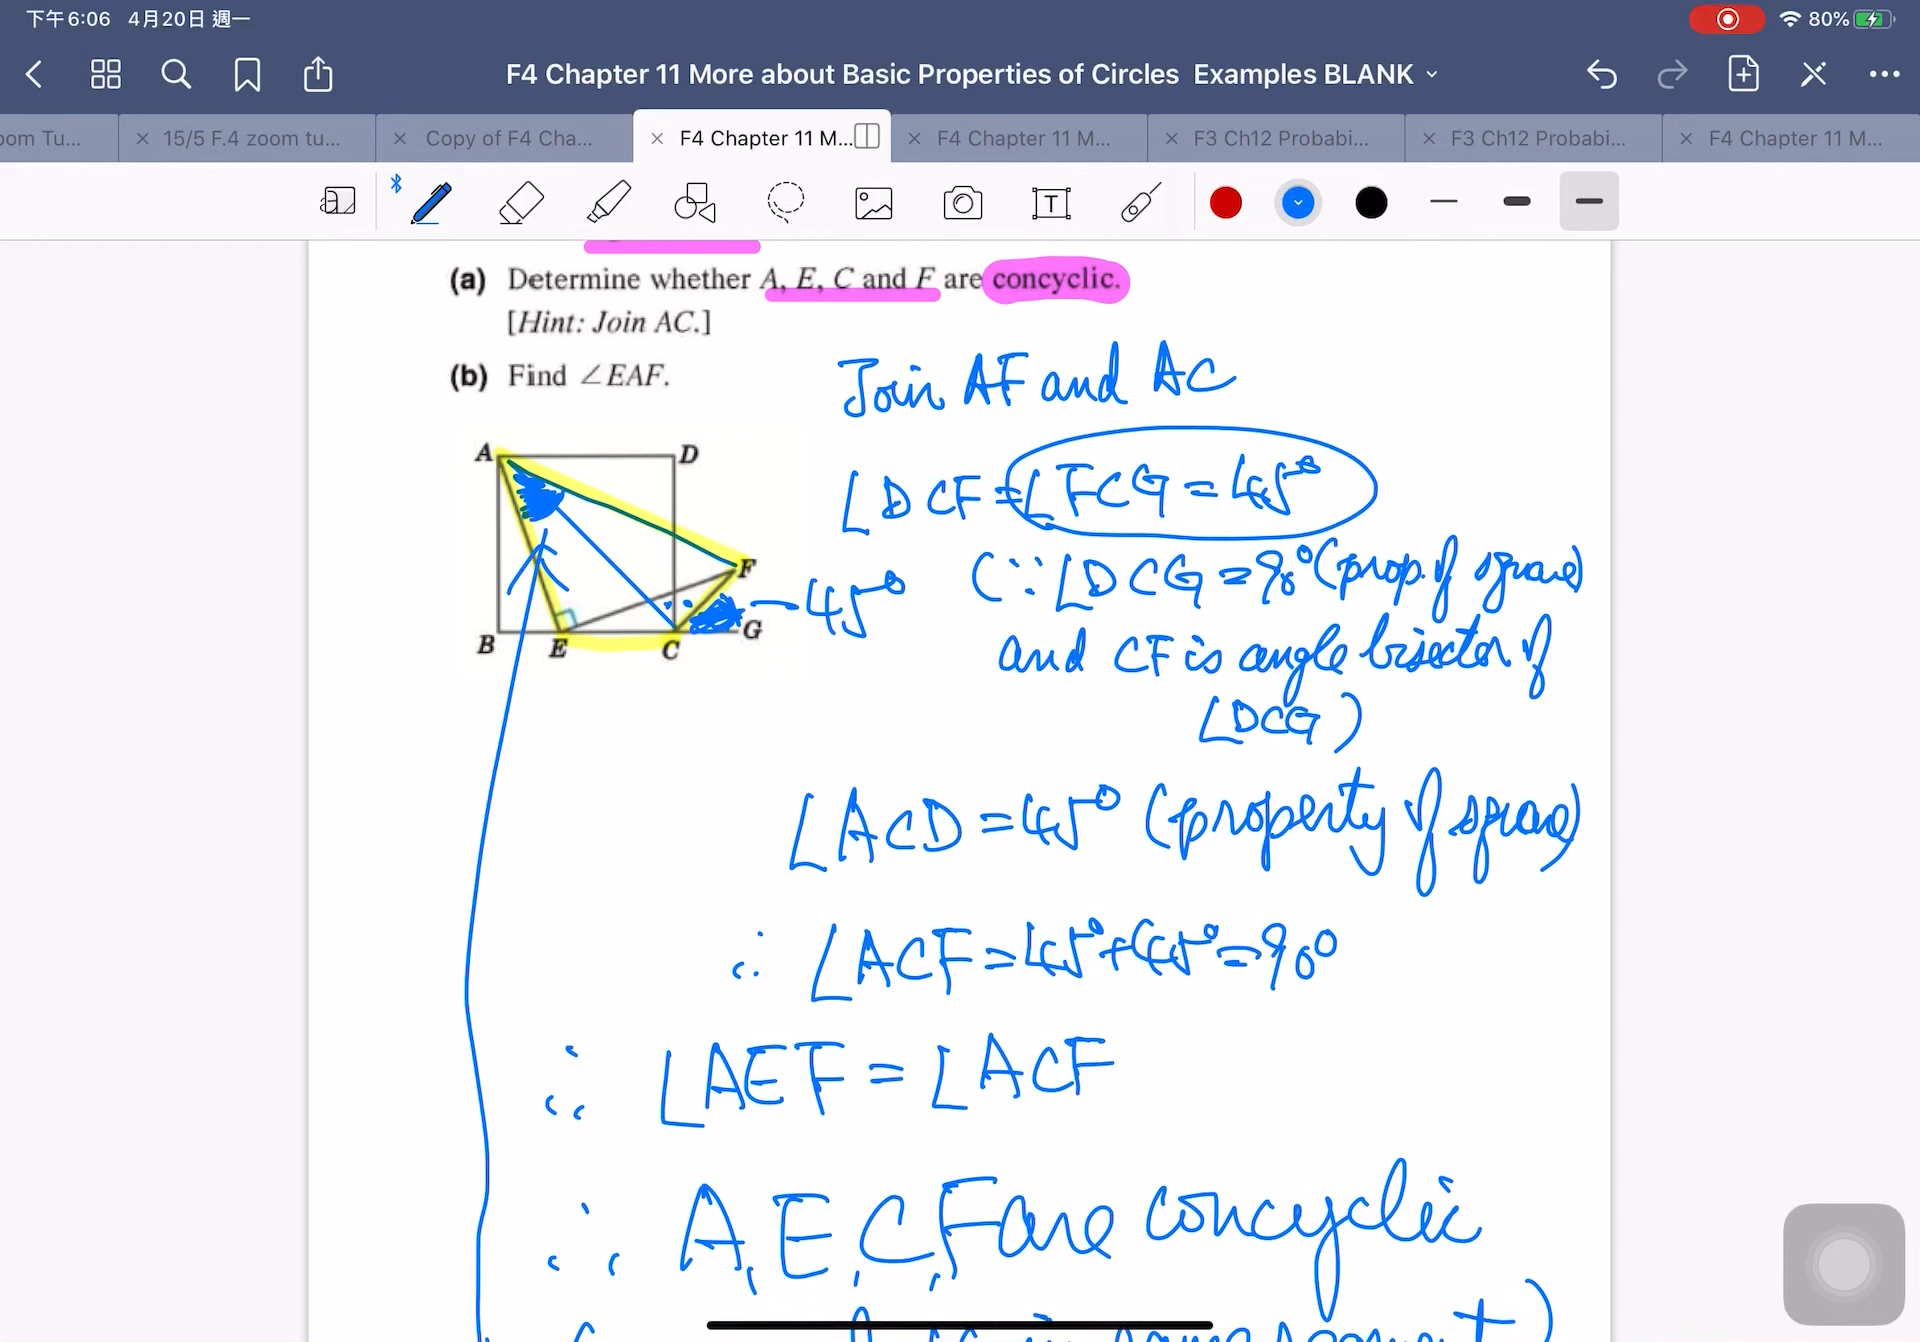 下午6:06 4月20日 週一
80%
F4 Chapter 11 More about Basic Properties of Circles Examples BLANK
oom Tu...
15/5 F.4 zoom tu...
Copy of F4 Cha...
F4 Chapter 11 M...
F4 Chapter 11 M...
F3 Ch12 Probabi...
F3 Ch12 Probabi...
F4 Chapter 11 M...
(a) Determine whether A, E, C and F are concyclic.
[Hint: Join AC.]
(b) Find ∠EAF.
Join AF and AC
A
D
F
B
E
C
G
45°
∠DCF = ∠FCG = 45°
(∵ ∠DCG = 90° (prop. of square)
and CF is angle bisector of
∠DCG)
∠ACD = 45° (property of square)
∴ ∠ACF = 45° + 45° = 90°
∵ ∠AEF = ∠ACF
∴ A, E, C, F are concyclic
in same segment)